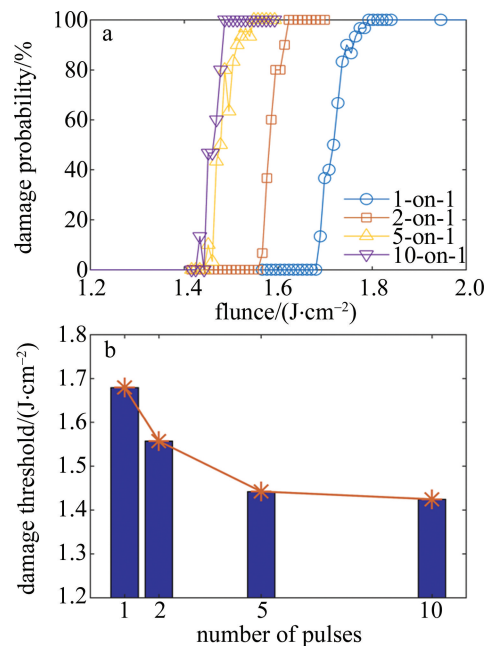 a
damage probability/%
100
80
60
40
20
0
1-on-1
2-on-1
5-on-1
10-on-1
1.2 1.4 1.6 1.8 2.0
flunce/(J·cm⁻²)
b
damage threshold/(J·cm⁻²)
1.8
1.7
1.6
1.5
1.4
1.3
1.2
1 2 5 10
number of pulses